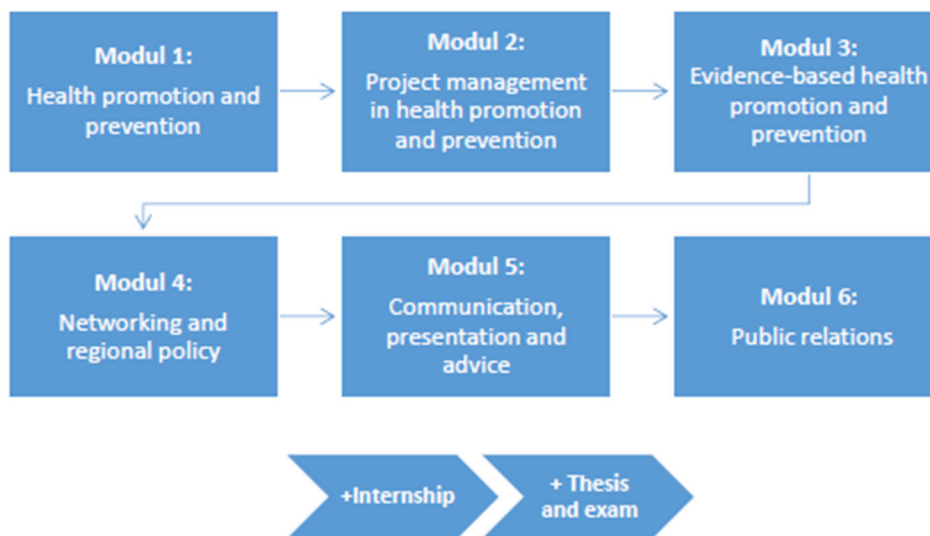 Modul 1:
Health promotion and
prevention
Modul 2:
Project management
in health promotion
and prevention
Modul 3:
Evidence-based health
promotion and
prevention
Modul 4:
Networking and
regional policy
Modul 5:
Communication,
presentation and
advice
Modul 6:
Public relations
+Internship
+ Thesis
and exam